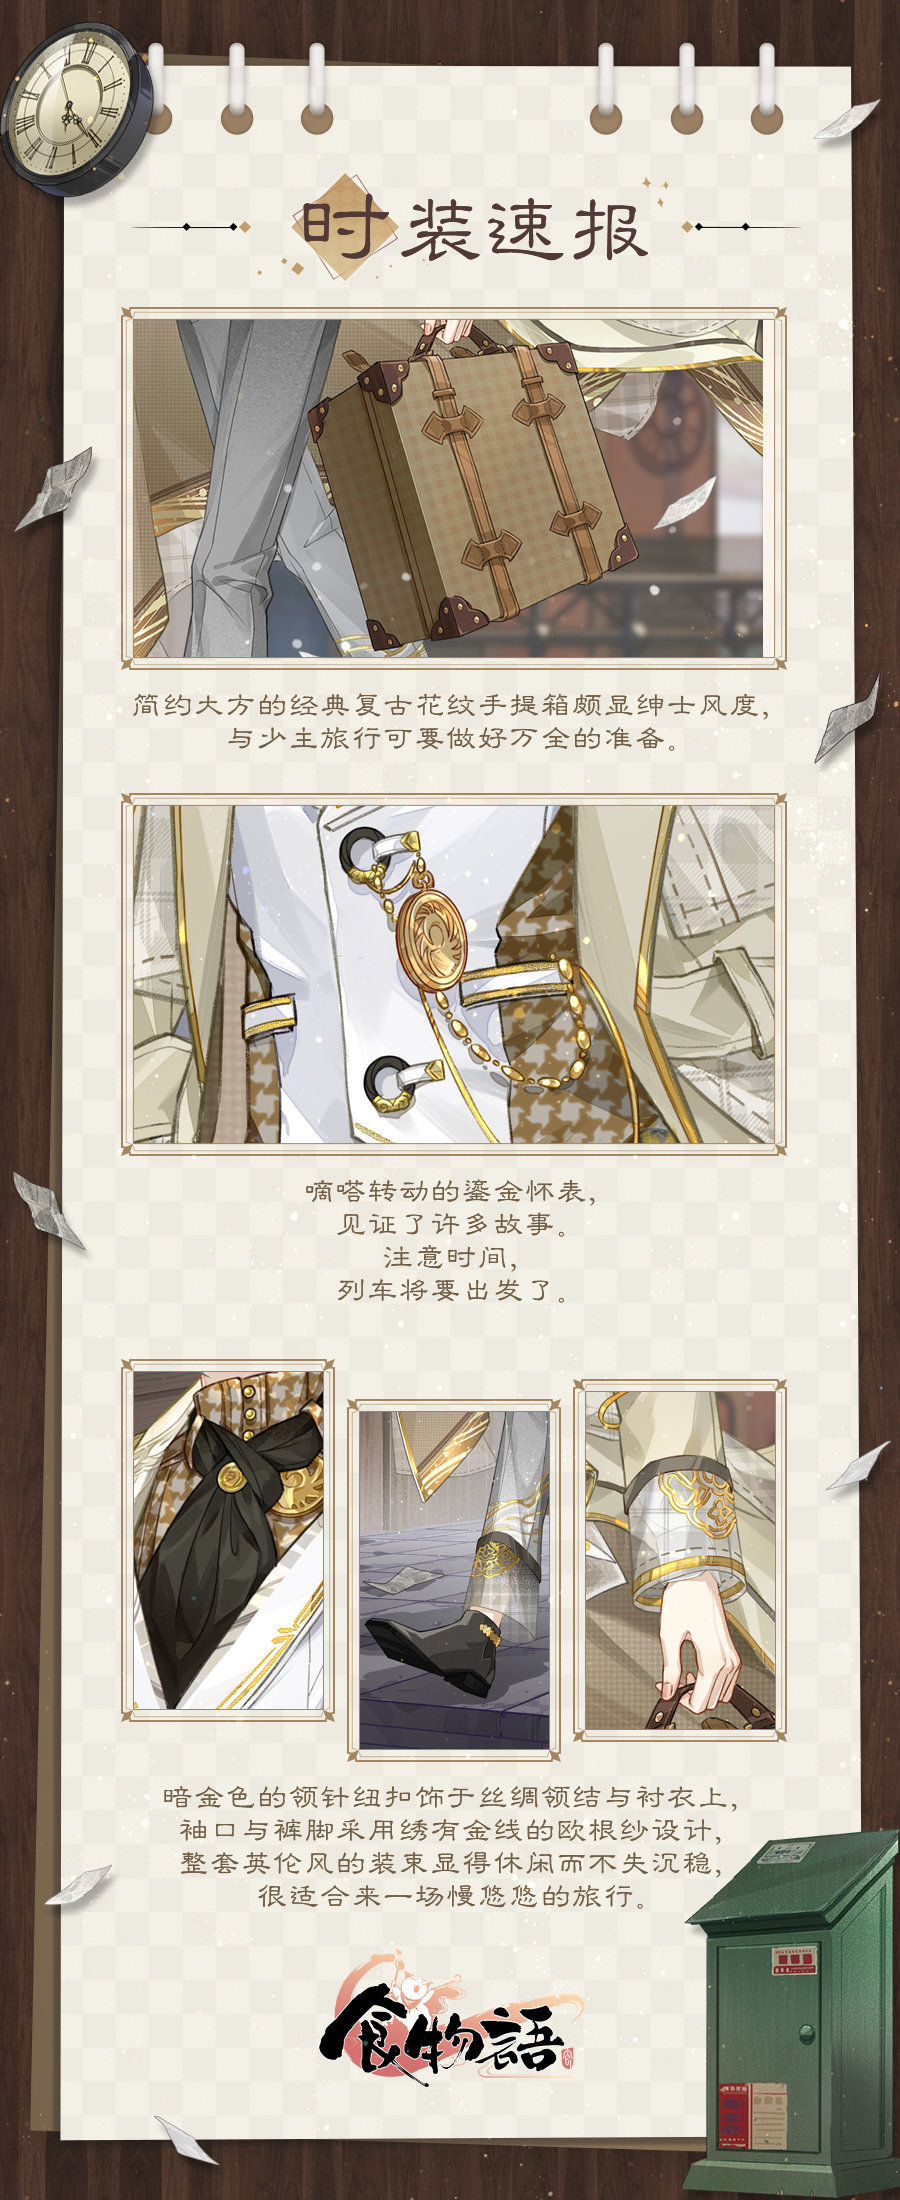 时装速报
简约大方的经典复古花纹手提箱颇显绅士风度,
与少主旅行可要做好万全的准备。
嘀嗒转动的鎏金怀表,
见证了许多故事。
注意时间,
列车将要出发了。
暗金色的领针纽扣饰于丝绸领结与衬衣上,
袖口与裤脚采用绣有金线的欧根纱设计,
整套英伦风的装束显得休闲而不失沉稳,
很适合来一场慢悠悠的旅行。
食物語